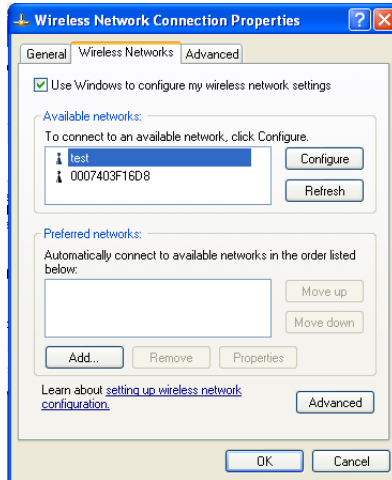 Wireless Network Connection Properties
General Wireless Networks Advanced
Use Windows to configure my wireless network settings
Available networks:
To connect to an available network, click Configure.
test
0007403F16D8
Configure
Refresh
Preferred networks:
Automatically connect to available networks in the order listed
below:
Move up
Move down
Add... Remove Properties
Learn about setting up wireless network
configuration.
Advanced
OK Cancel